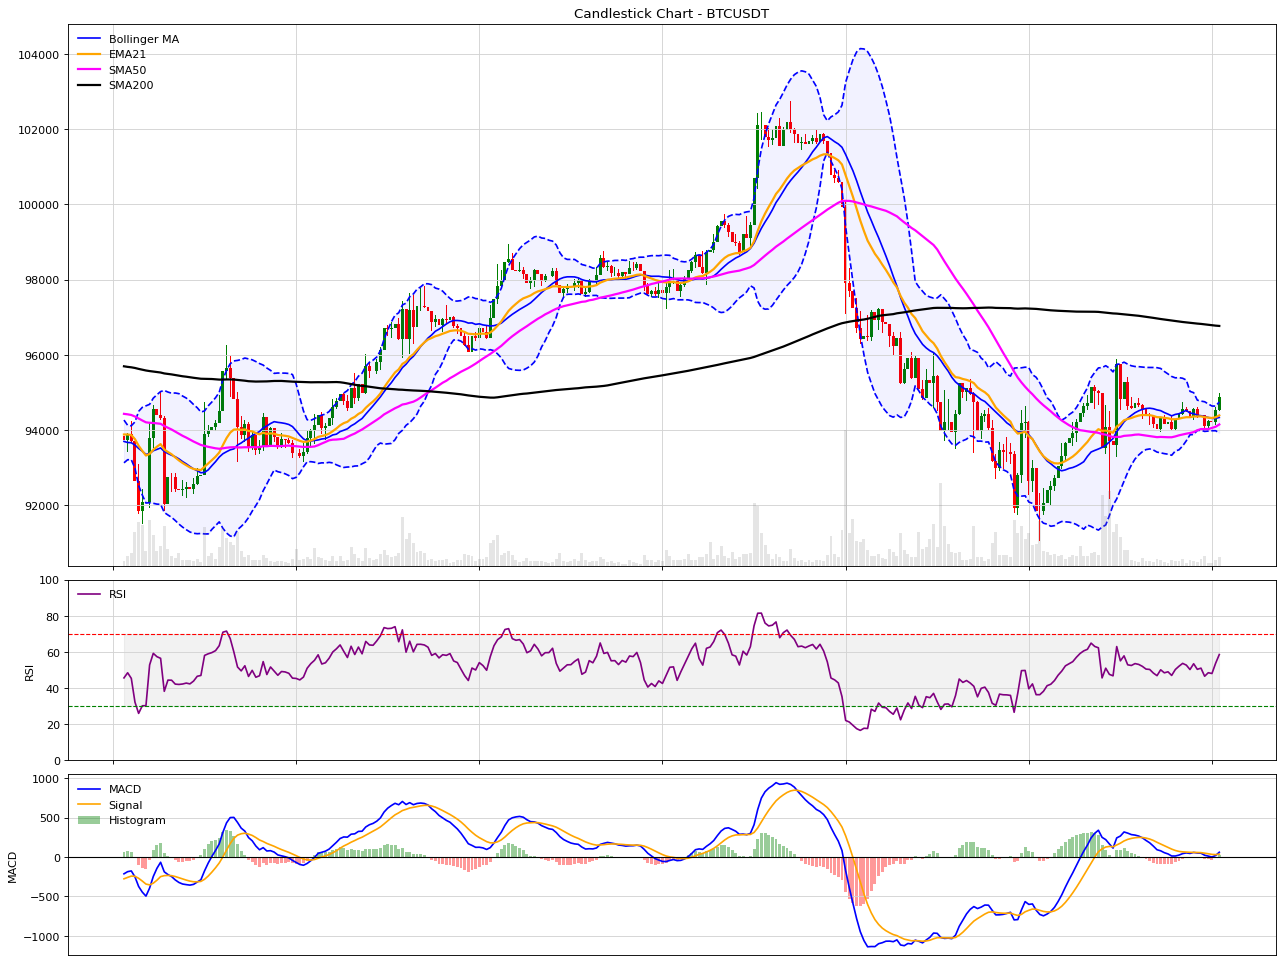 Candlestick Chart - BTCUSDT
Bollinger MA
EMA21
SMA50
SMA200
104000
102000
100000
98000
96000
94000
92000
RSI
100
80
60
40
20
0
RSI
MACD
Signal
Histogram
1000
500
0
−500
−1000
MACD